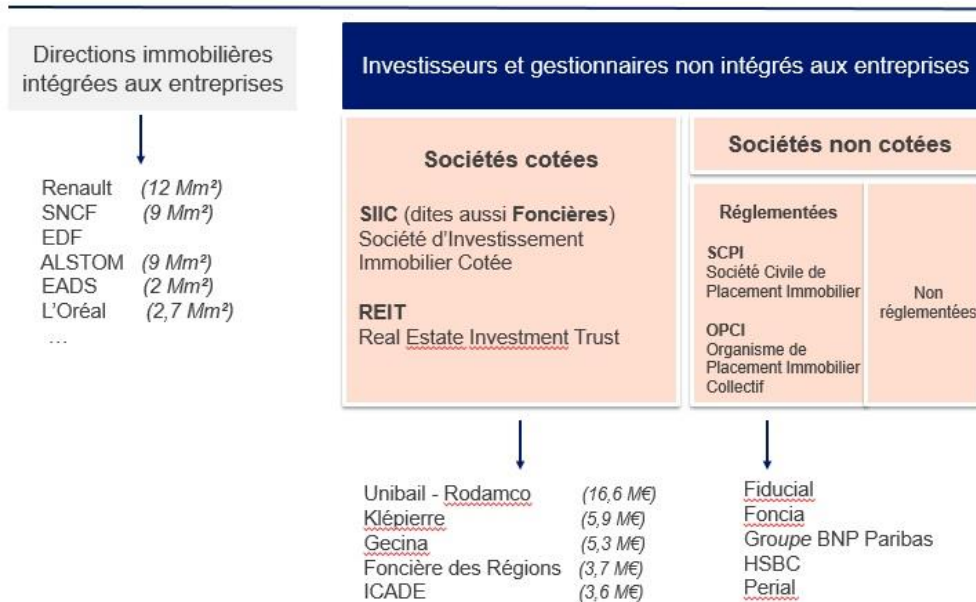 Directions immobilières
intégrées aux entreprises
Renault (12 Mm²)
SNCF (9 Mm²)
EDF
ALSTOM (9 Mm²)
EADS (2 Mm²)
L'Oréal (2,7 Mm²)
…
Investisseurs et gestionnaires non intégrés aux entreprises
Sociétés cotées
SIIC (dites aussi Foncières)
Société d'Investissement
Immobilier Cotée
REIT
Real Estate Investment Trust
Sociétés non cotées
Réglementées
SCPI
Société Civile de
Placement Immobilier
OPCI
Organisme de
Placement Immobilier
Collectif
Non
réglementées
Unibail - Rodamco (16,6 M€)
Klépierre (5,9 M€)
Gecina (5,3 M€)
Foncière des Régions (3,7 M€)
ICADE (3,6 M€)
Fiducial
Foncia
Groupe BNP Paribas
HSBC
Perial